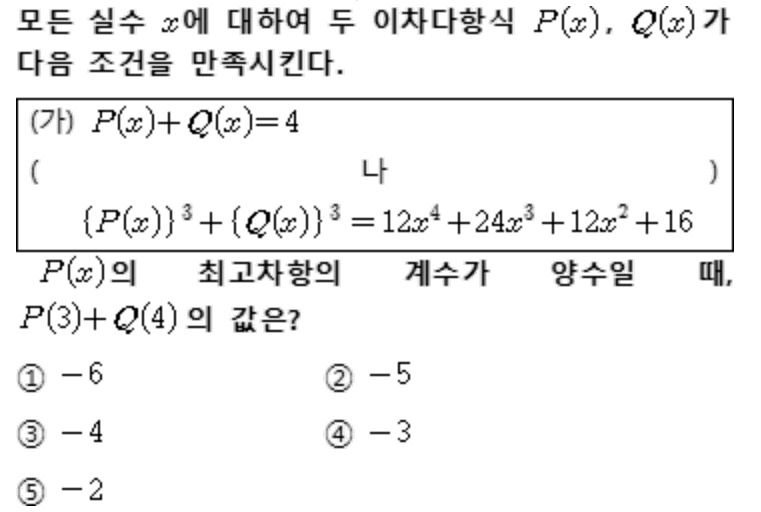 모든 실수 x에 대하여 두 이차다항식 P(x), Q(x)가
다음 조건을 만족시킨다.
(가) P(x)+Q(x)=4
( 나 )
{P(x)}³+{Q(x)}³=12x⁴+24x³+12x²+16
P(x)의 최고차항의 계수가 양수일 때,
P(3)+Q(4)의 값은?
① -6 ② -5
③ -4 ④ -3
⑤ -2